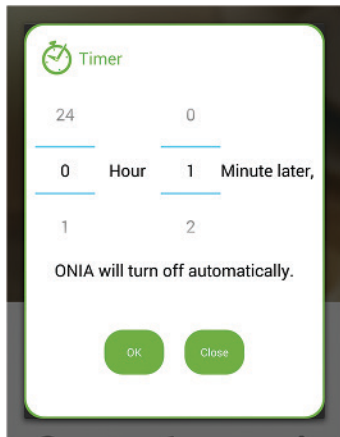 Timer
24 0
0 Hour 1 Minute later,
1 2
ONIA will turn off automatically.
OK Close